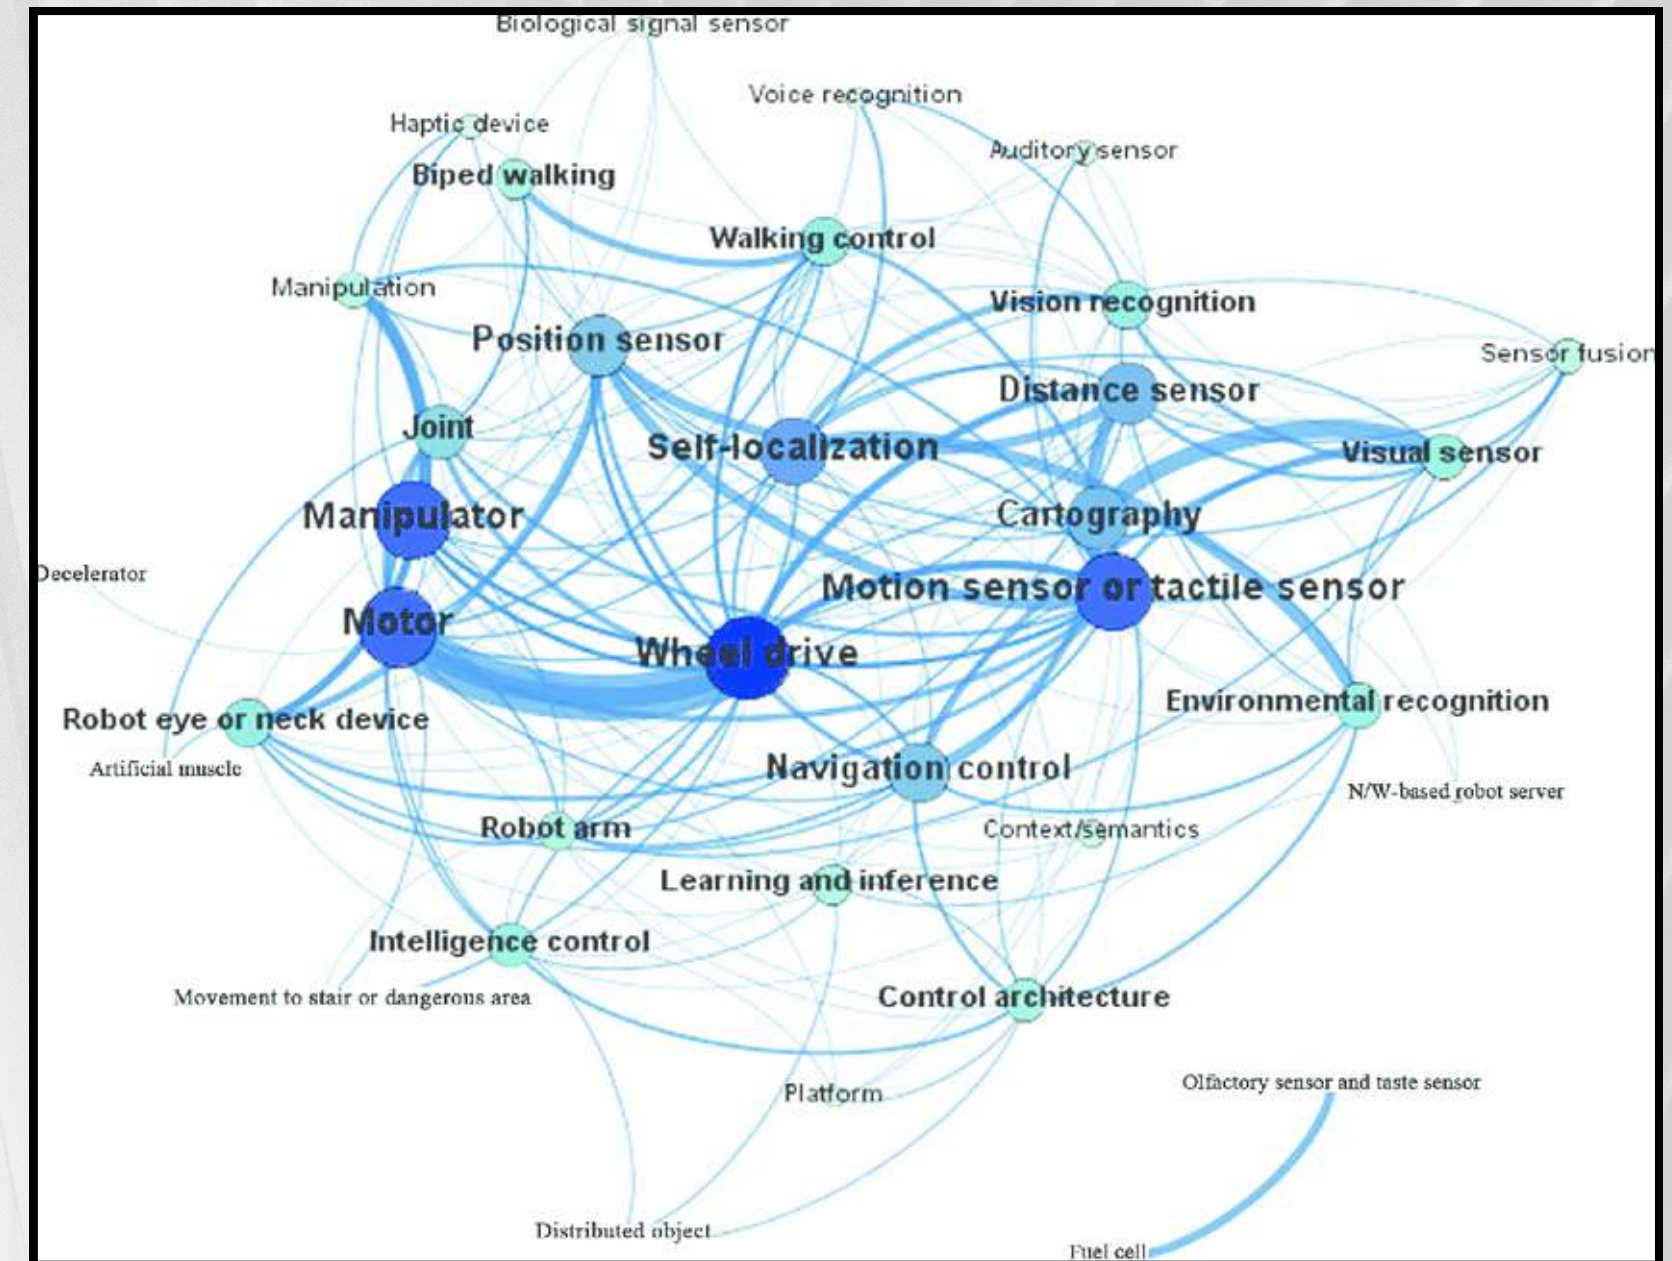 Biological signal sensor
Voice recognition
Haptic device
Auditory sensor
Biped walking
Walking control
Manipulation
Vision recognition
Position sensor
Sensor fusion
Distance sensor
Joint
Self-localization
Visual sensor
Manipulator
Cartography
Decelerator
Motion sensor or tactile sensor
Motor
Wheel drive
Environmental recognition
Robot eye or neck device
Artificial muscle
Navigation control
N/W-based robot server
Robot arm
Context/semantics
Learning and inference
Intelligence control
Movement to stair or dangerous area
Control architecture
Olfactory sensor and taste sensor
Platform
Distributed object
Fuel cell